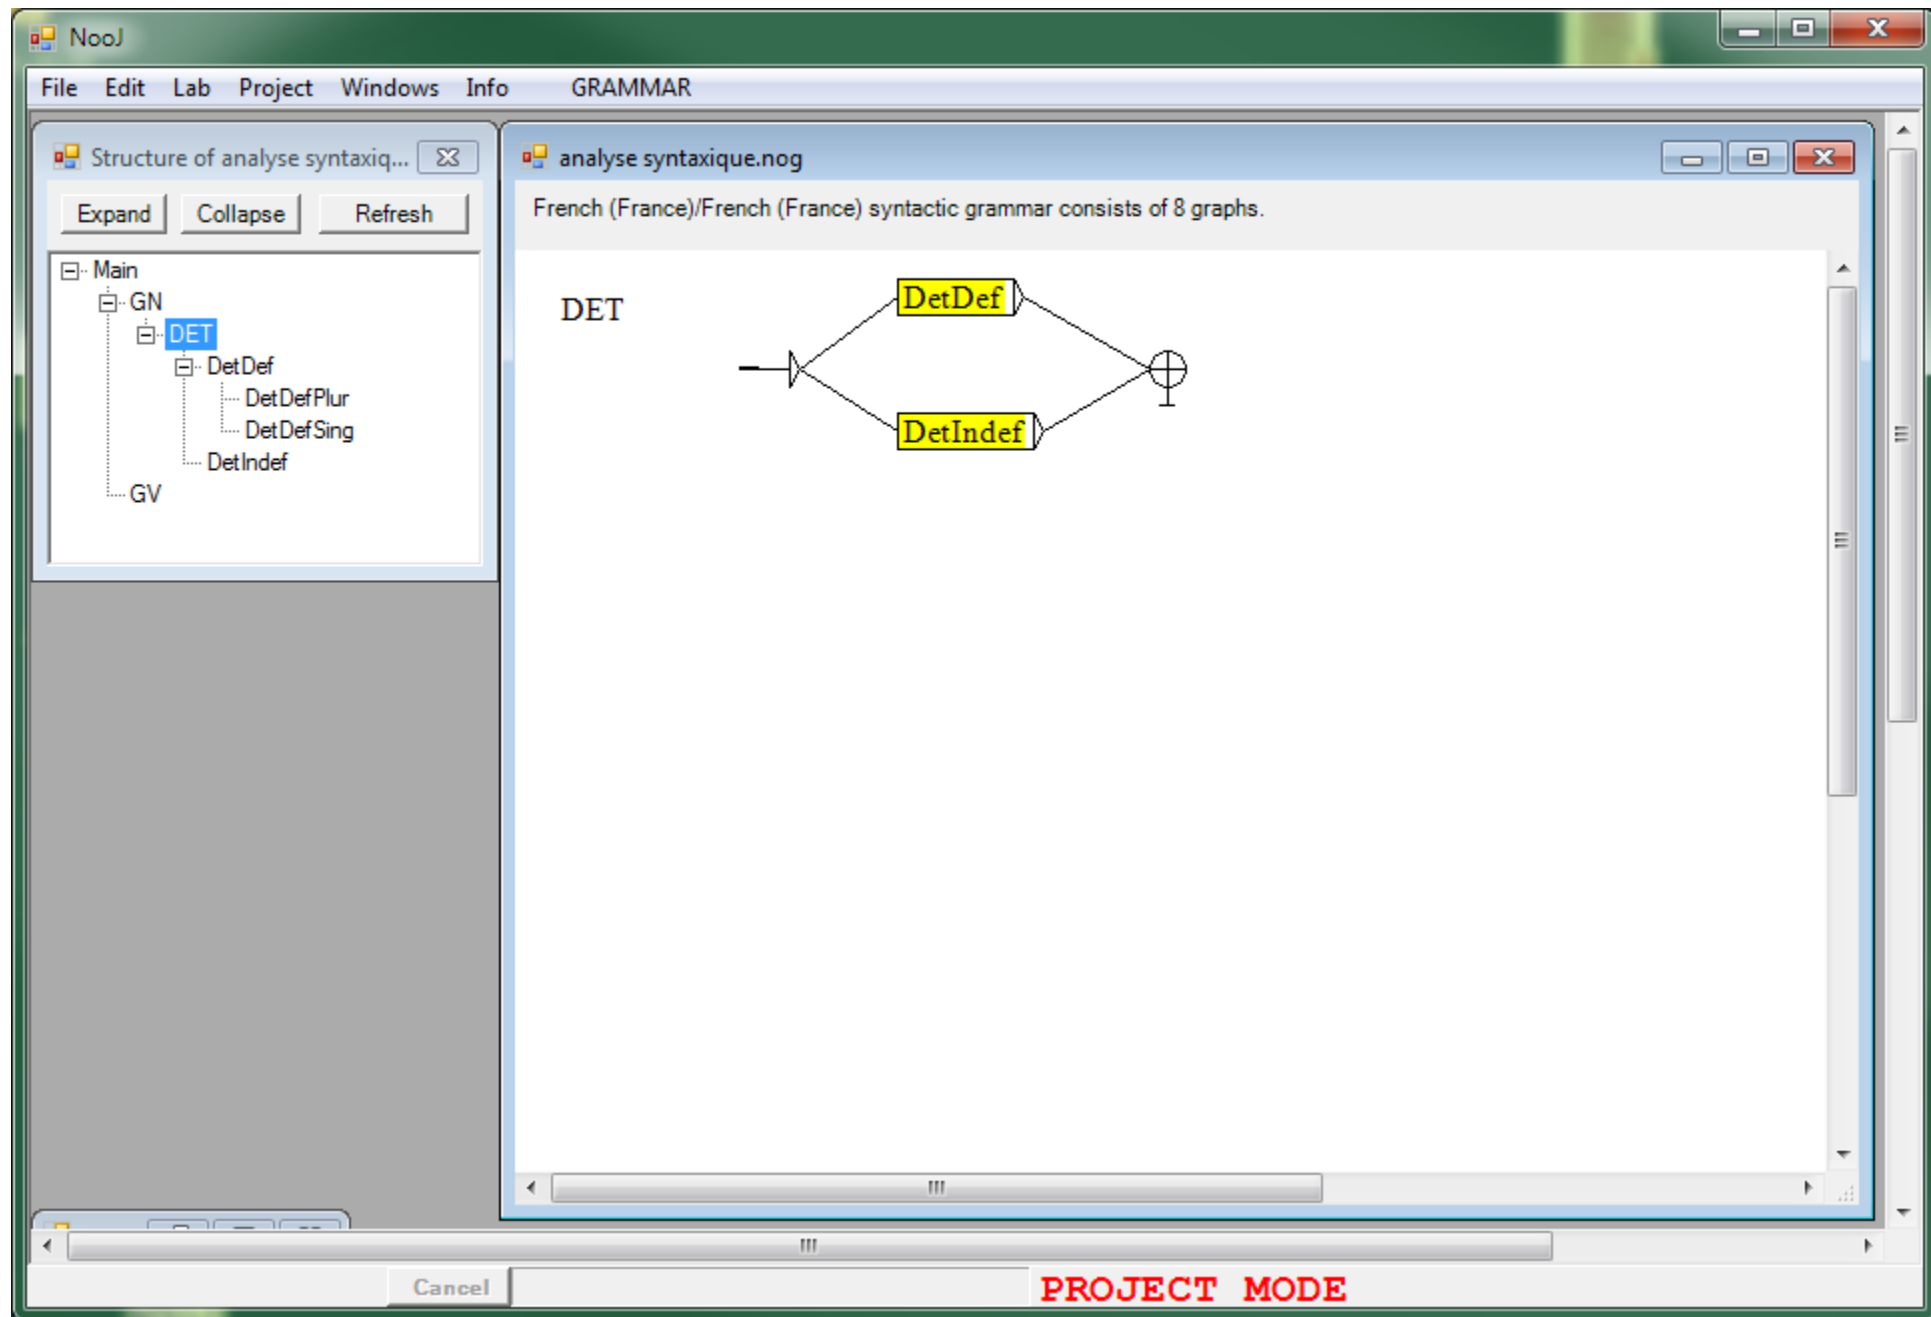 NooJ
File Edit Lab Project Windows Info GRAMMAR
Structure of analyse syntaxiq...
Expand Collapse Refresh
Main
GN
DET
DetDef
DetDefPlur
DetDefSing
DetIndef
GV
analyse syntaxique.nog
French (France)/French (France) syntactic grammar consists of 8 graphs.
DET
DetDef
DetIndef
Cancel
PROJECT MODE